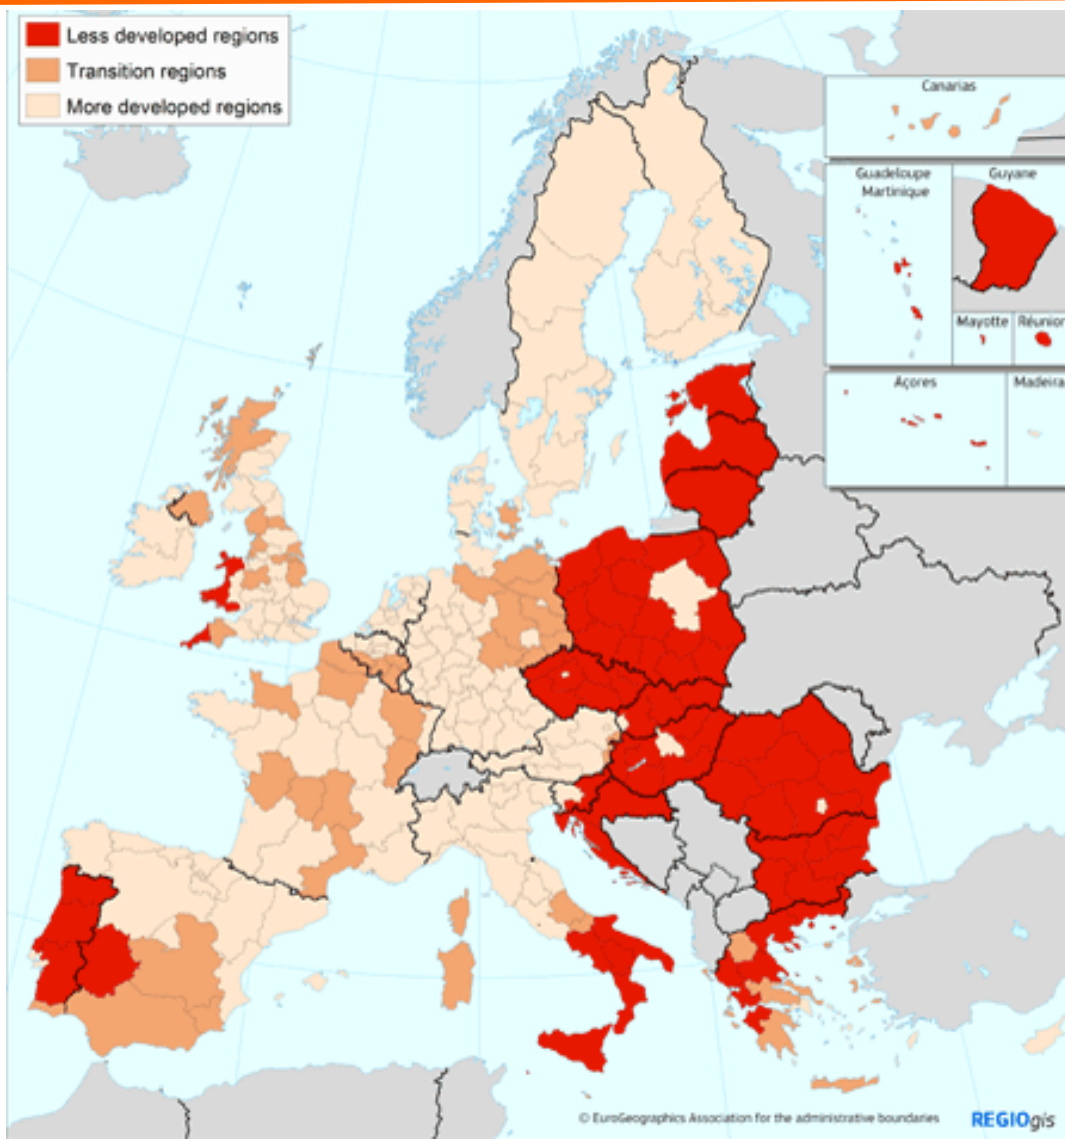 Less developed regions
Transition regions
More developed regions
Canarias
Guadeloupe
Martinique
Guyane
Mayotte
Réunion
Açores
Madeira
© EuroGeographics Association for the administrative boundaries
REGIOgis